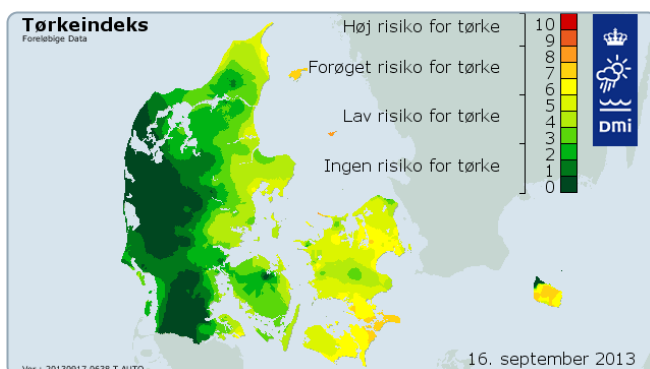 Tørkeindeks
Foreløbige Data
Høj risiko for tørke
Forøget risiko for tørke
Lav risiko for tørke
Ingen risiko for tørke
10
9
8
7
6
5
4
3
2
1
0
DMi
16. september 2013